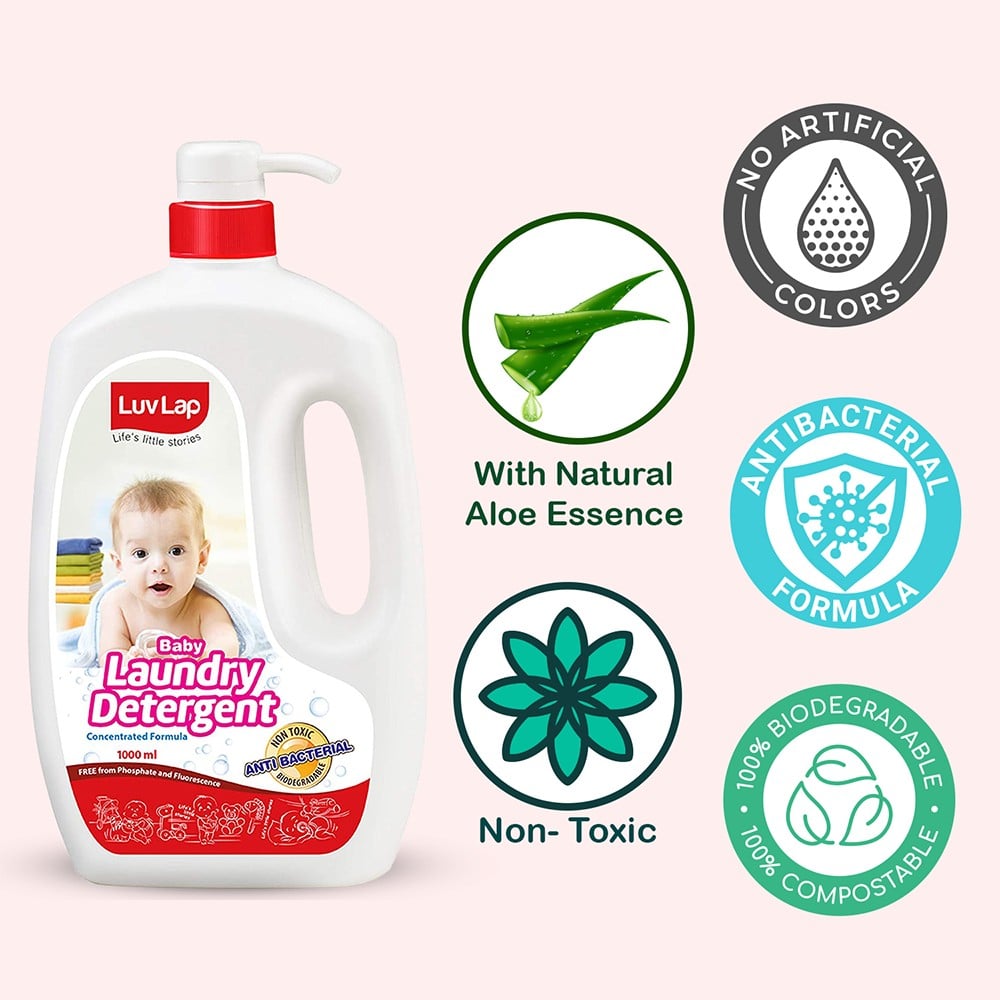 LuvLap
Life's little stories
Baby
Laundry
Detergent
Concentrated Formula
1000 ml
NON TOXIC
ANTI BACTERIAL
BIODEGRADABLE
FREE from Phosphate and Fluorescence
With Natural
Aloe Essence
Non- Toxic
NO ARTIFICIAL
COLORS
ANTIBACTERIAL
FORMULA
100% BIODEGRADABLE
100% COMPOSTABLE